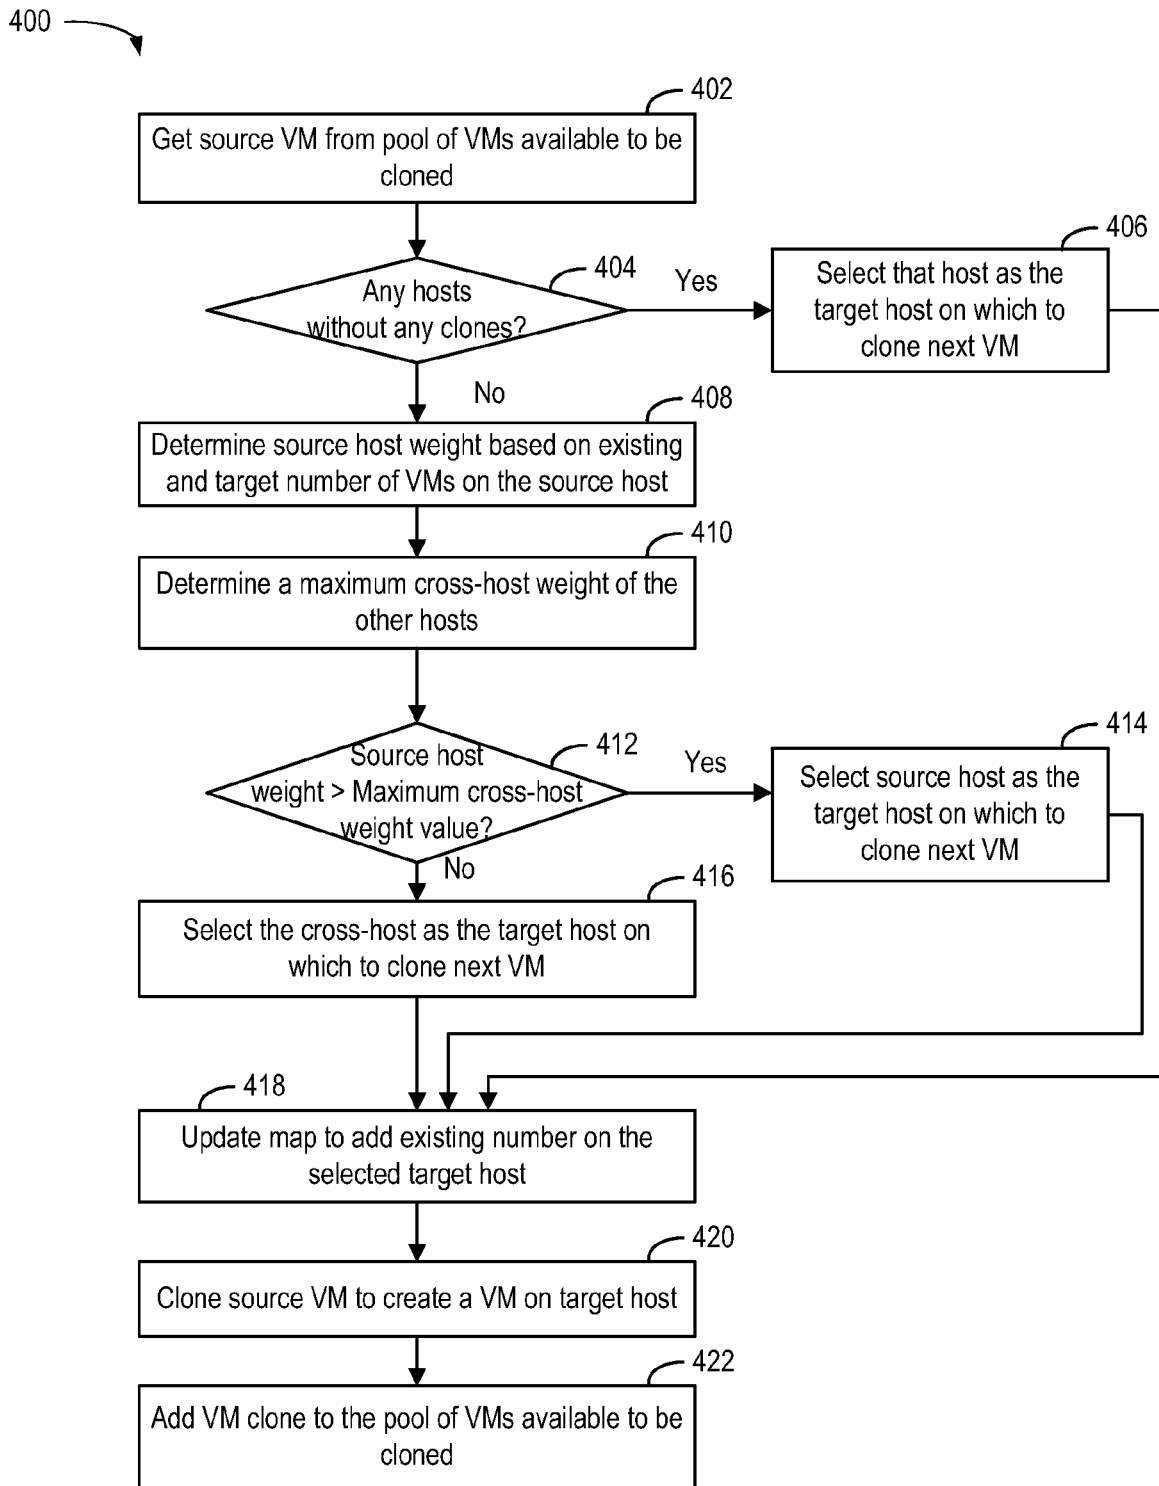 400
402
Get source VM from pool of VMs available to be
cloned
404
Any hosts
without any clones?
Yes
406
Select that host as the
target host on which to
clone next VM
No
408
Determine source host weight based on existing
and target number of VMs on the source host
410
Determine a maximum cross-host weight of the
other hosts
412
Source host
weight > Maximum cross-host
weight value?
Yes
414
Select source host as the
target host on which to
clone next VM
No
416
Select the cross-host as the target host on
which to clone next VM
418
Update map to add existing number on the
selected target host
420
Clone source VM to create a VM on target host
422
Add VM clone to the pool of VMs available to be
cloned